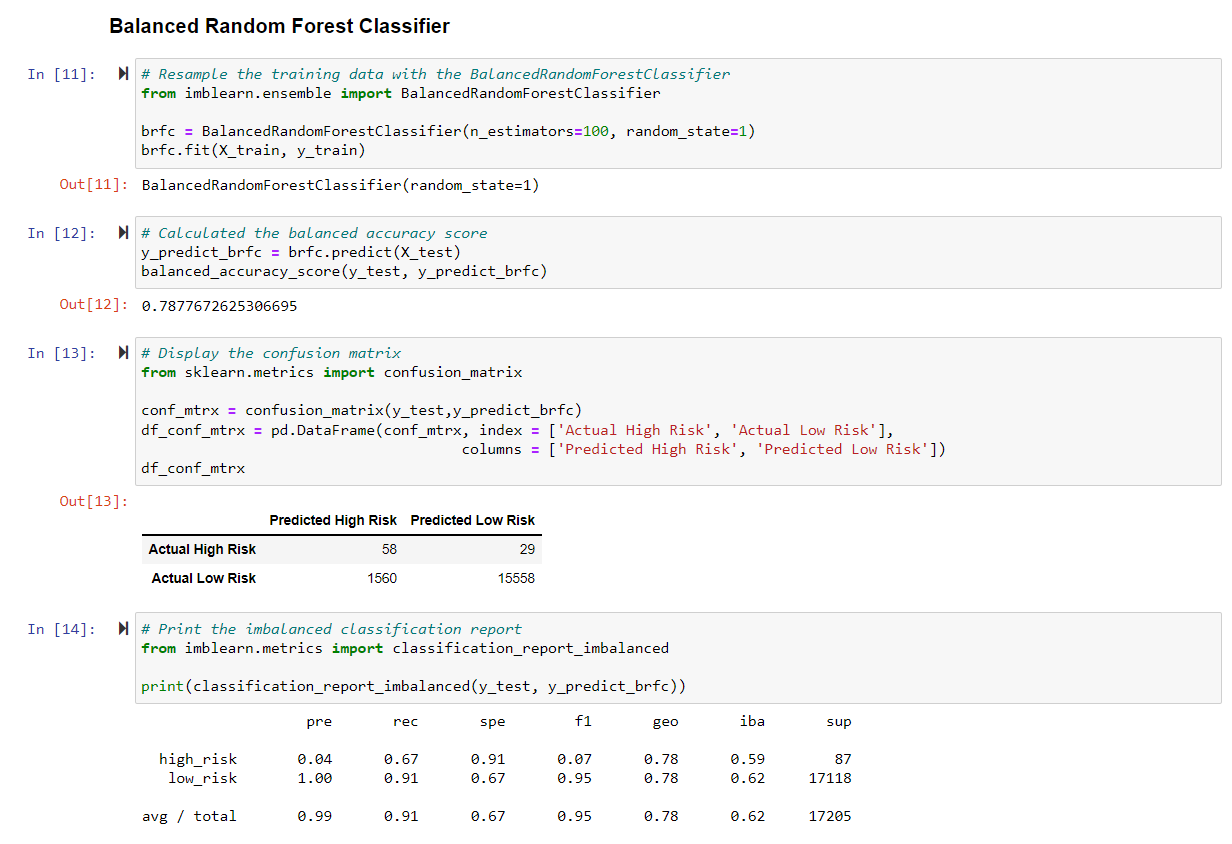 Balanced Random Forest Classifier
In [11]:
# Resample the training data with the BalancedRandomForestClassifier
from imblearn.ensemble import BalancedRandomForestClassifier
brfc = BalancedRandomForestClassifier(n_estimators=100, random_state=1)
brfc.fit(X_train, y_train)
Out[11]: BalancedRandomForestClassifier(random_state=1)
In [12]:
# Calculated the balanced accuracy score
y_predict_brfc = brfc.predict(X_test)
balanced_accuracy_score(y_test, y_predict_brfc)
Out[12]: 0.7877672625306695
In [13]:
# Display the confusion matrix
from sklearn.metrics import confusion_matrix
conf_mtrx = confusion_matrix(y_test,y_predict_brfc)
df_conf_mtrx = pd.DataFrame(conf_mtrx, index = ['Actual High Risk', 'Actual Low Risk'],
columns = ['Predicted High Risk', 'Predicted Low Risk'])
df_conf_mtrx
Out[13]:
Predicted High Risk Predicted Low Risk
Actual High Risk 58 29
Actual Low Risk 1560 15558
In [14]:
# Print the imbalanced classification report
from imblearn.metrics import classification_report_imbalanced
print(classification_report_imbalanced(y_test, y_predict_brfc))
pre rec spe f1 geo iba sup
high_risk 0.04 0.67 0.91 0.07 0.78 0.59 87
low_risk 1.00 0.91 0.67 0.95 0.78 0.62 17118
avg / total 0.99 0.91 0.67 0.95 0.78 0.62 17205